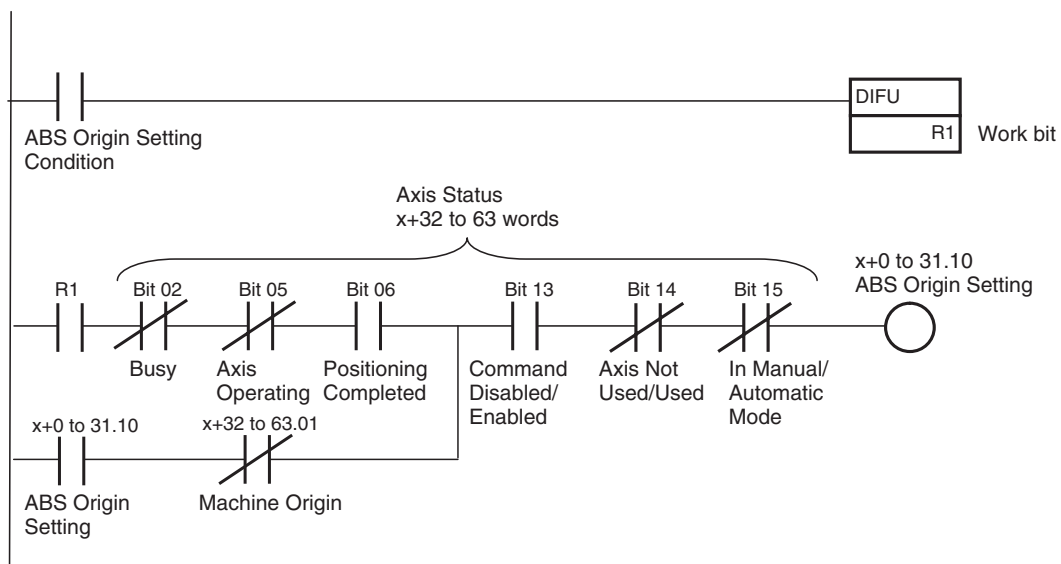 DIFU
R1 Work bit
ABS Origin Setting
Condition
Axis Status
x+32 to 63 words
x+0 to 31.10
ABS Origin Setting
R1 Bit 02 Bit 05 Bit 06 Bit 13 Bit 14 Bit 15
Busy
Axis
Operating
Positioning
Completed
Command
Disabled/
Enabled
Axis Not
Used/Used
In Manual/
Automatic
Mode
x+0 to 31.10 x+32 to 63.01
ABS Origin
Setting
Machine Origin